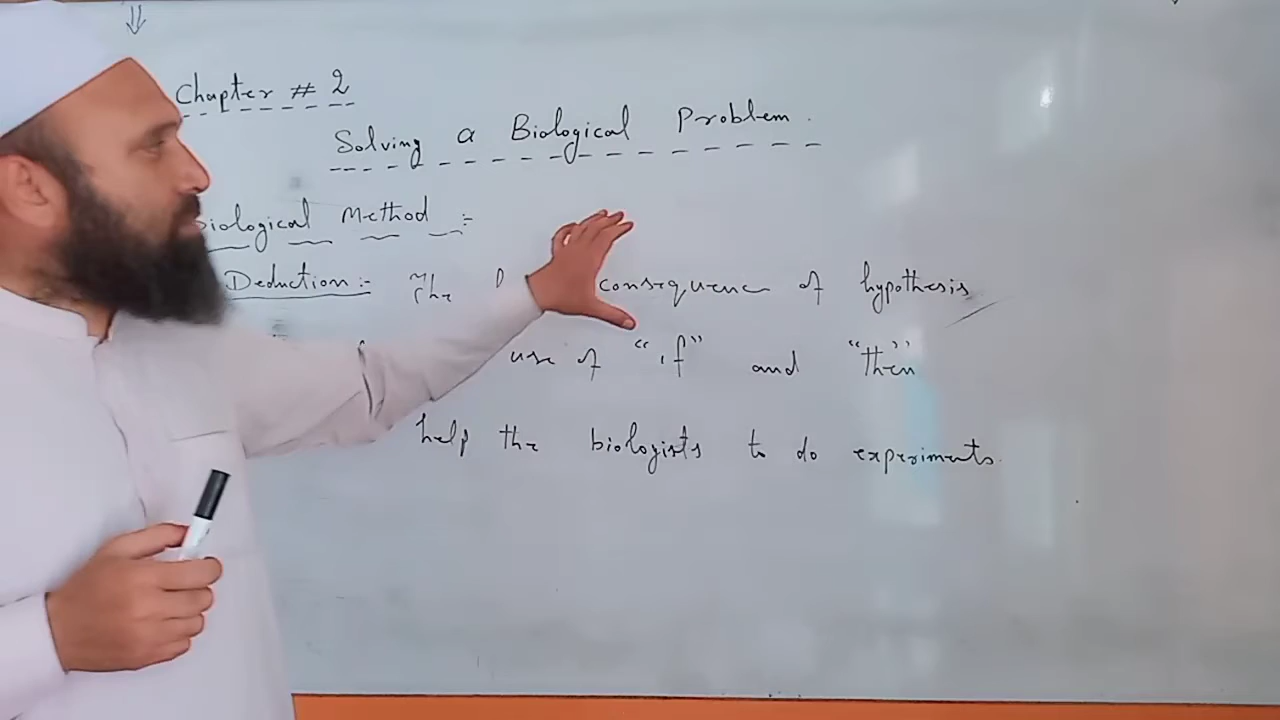 Chapter # 2
Solving a Biological Problem.
Biological Method :-
Deduction :- The consequence of hypothesis
use of "if" and "then"
help the biologists to do experiments.